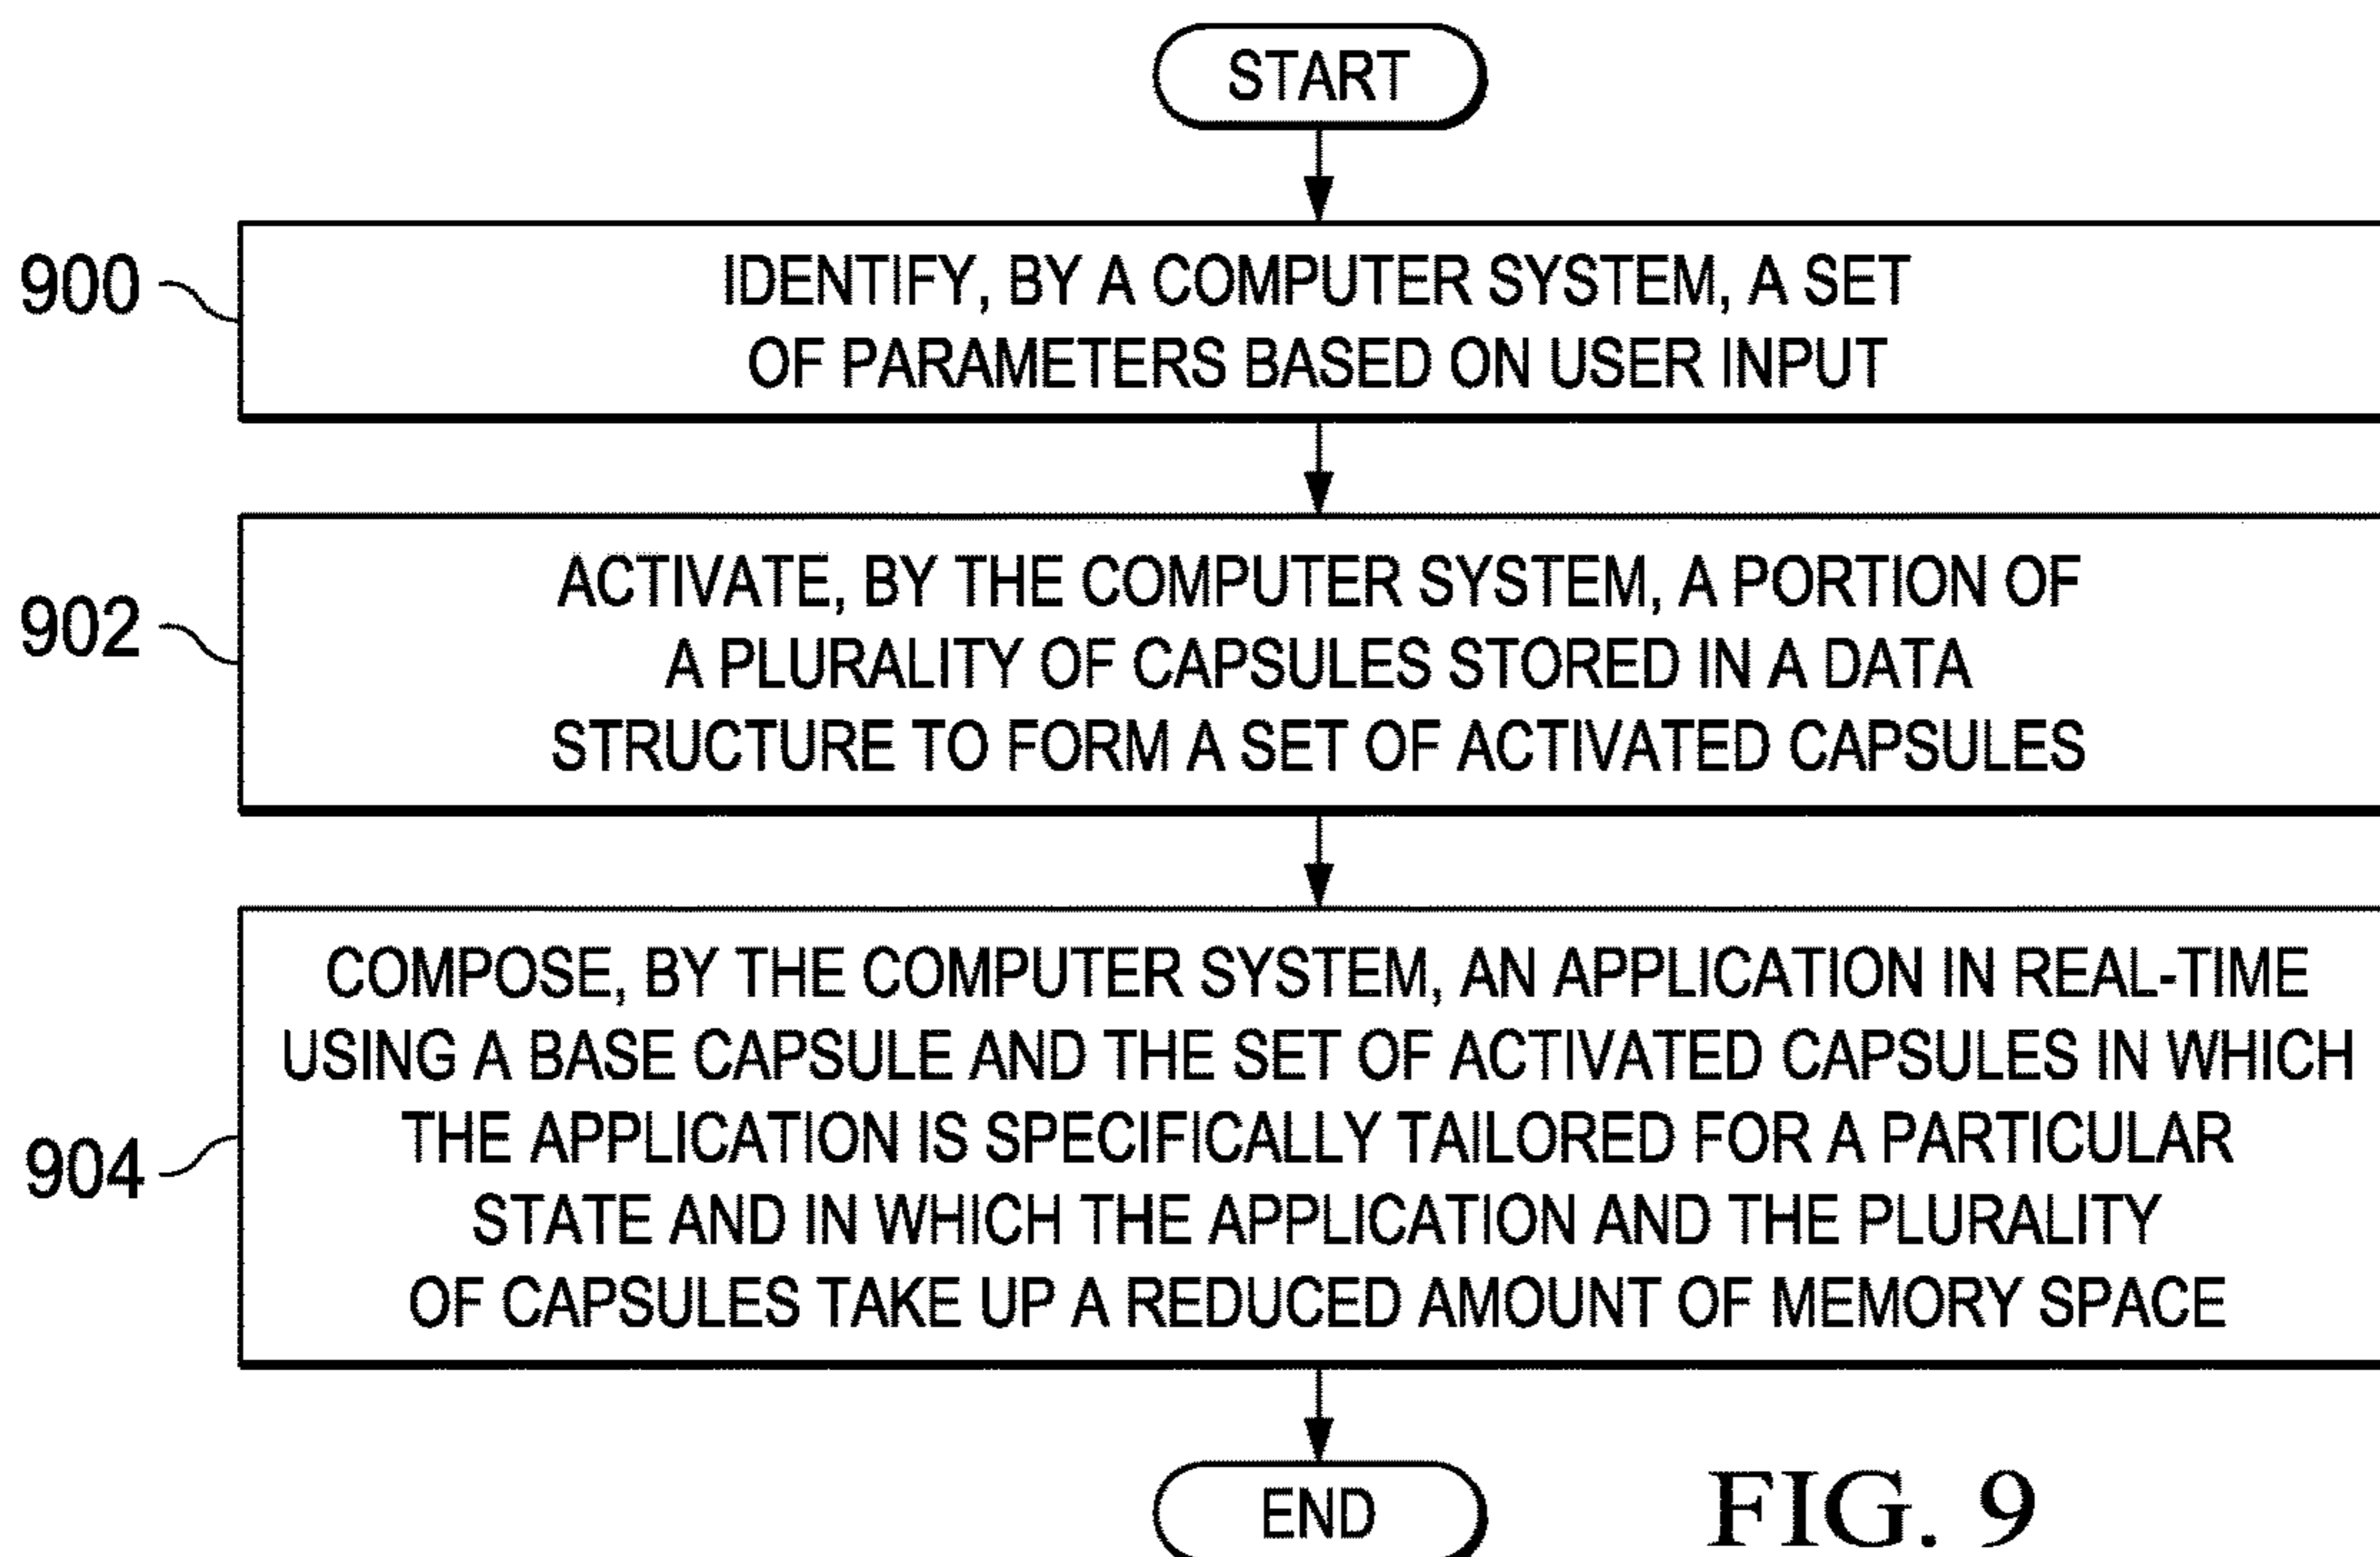 START
900
IDENTIFY, BY A COMPUTER SYSTEM, A SET
OF PARAMETERS BASED ON USER INPUT
902
ACTIVATE, BY THE COMPUTER SYSTEM, A PORTION OF
A PLURALITY OF CAPSULES STORED IN A DATA
STRUCTURE TO FORM A SET OF ACTIVATED CAPSULES
904
COMPOSE, BY THE COMPUTER SYSTEM, AN APPLICATION IN REAL-TIME
USING A BASE CAPSULE AND THE SET OF ACTIVATED CAPSULES IN WHICH
THE APPLICATION IS SPECIFICALLY TAILORED FOR A PARTICULAR
STATE AND IN WHICH THE APPLICATION AND THE PLURALITY
OF CAPSULES TAKE UP A REDUCED AMOUNT OF MEMORY SPACE
END
FIG. 9